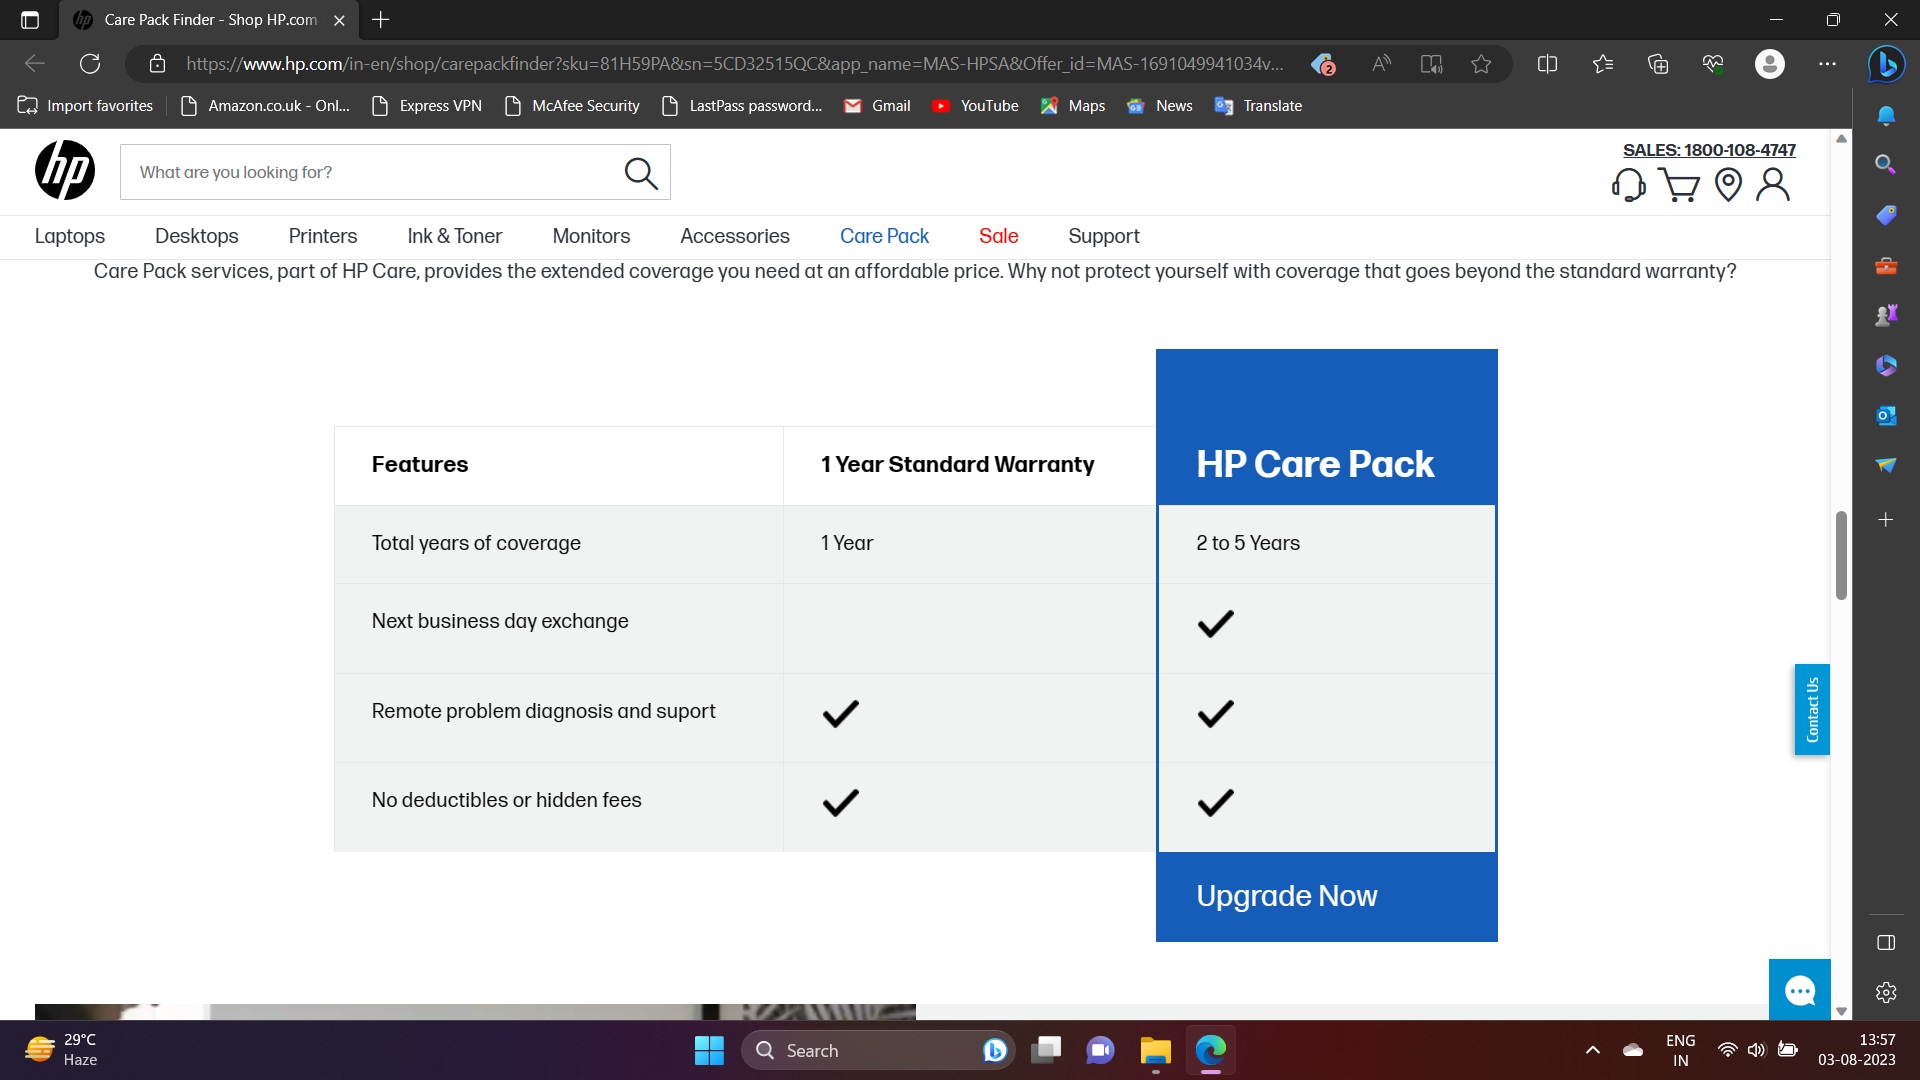 Care Pack Finder - Shop HP.com
https://www.hp.com/in-en/shop/carepackfinder?sku=81H59PA&sn=5CD32515QC&app_name=MAS-HPSA&Offer_id=MAS-1691049941034v...
2
Import favorites
Amazon.co.uk - Onl...
Express VPN
McAfee Security
LastPass password...
Gmail
YouTube
Maps
News
Translate
hp
What are you looking for?
SALES: 1800-108-4747
Laptops
Desktops
Printers
Ink & Toner
Monitors
Accessories
Care Pack
Sale
Support
Care Pack services, part of HP Care, provides the extended coverage you need at an affordable price. Why not protect yourself with coverage that goes beyond the standard warranty?
Features
1 Year Standard Warranty
HP Care Pack
Total years of coverage
1 Year
2 to 5 Years
Next business day exchange
Remote problem diagnosis and suport
No deductibles or hidden fees
Upgrade Now
Contact Us
29°C
Haze
Search
ENG
IN
13:57
03-08-2023